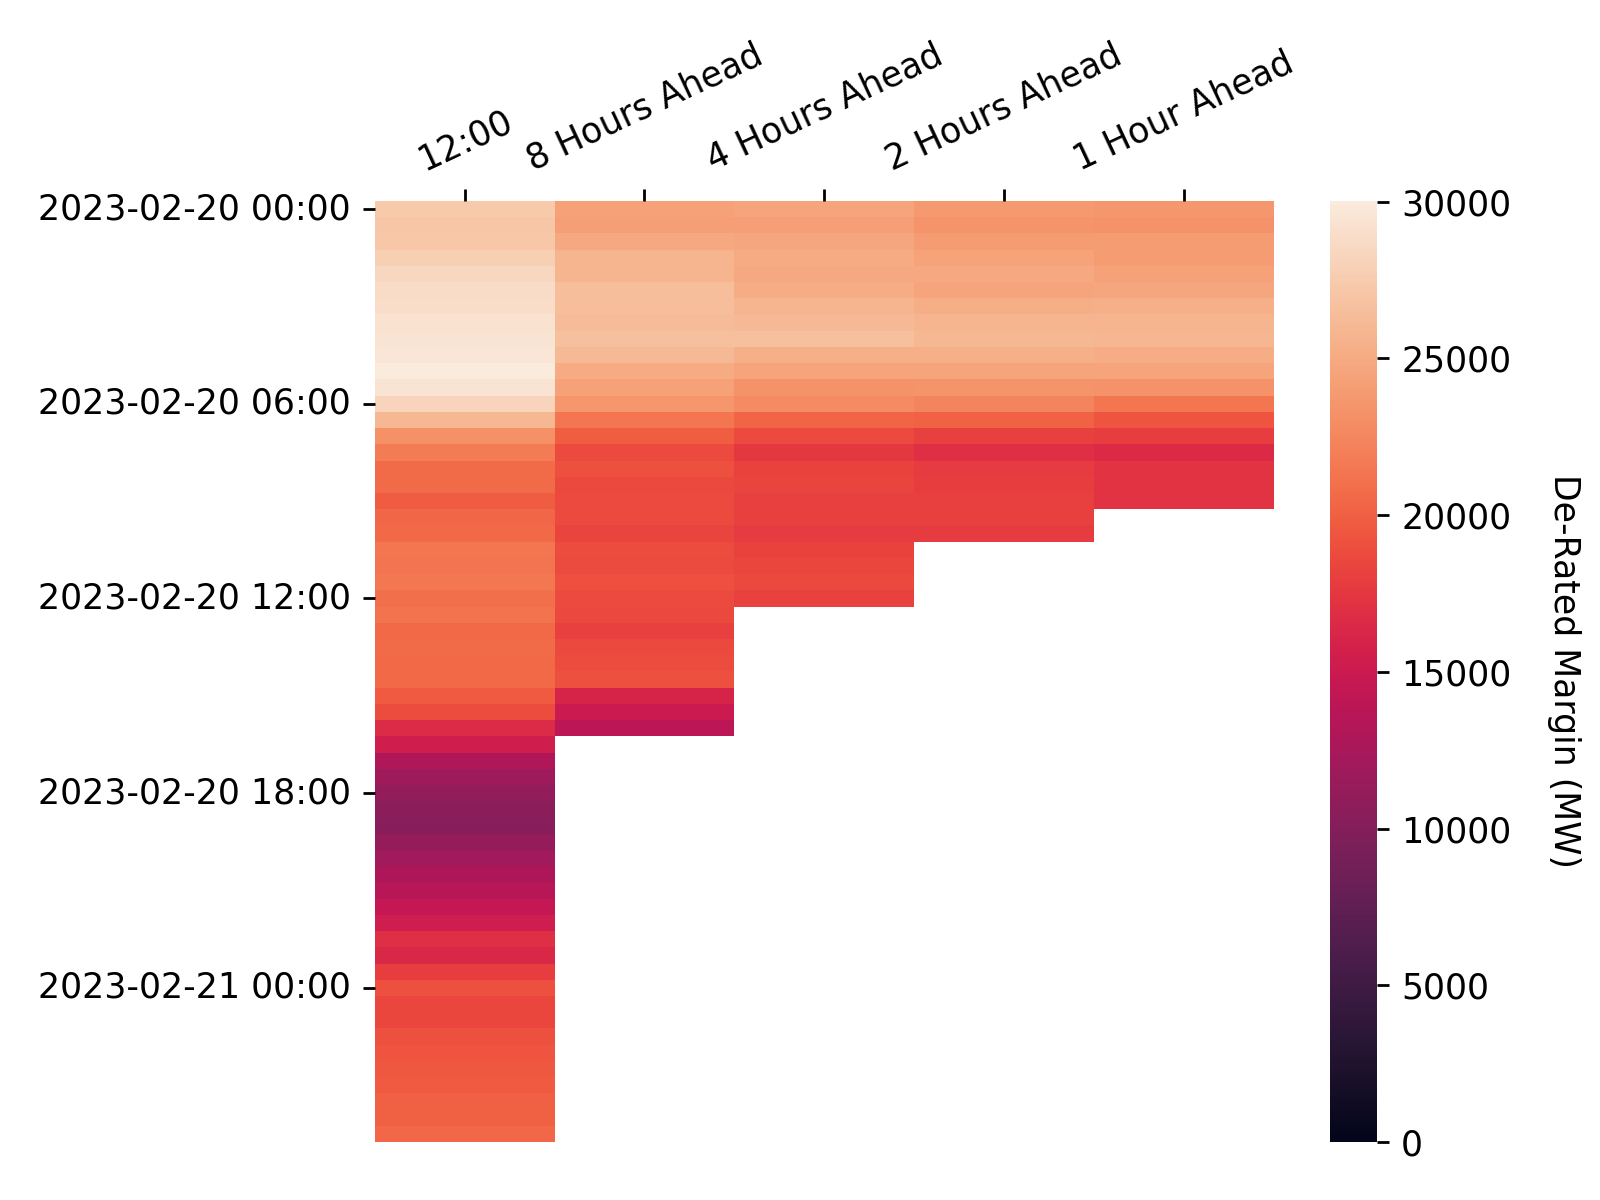 12:00
8 Hours Ahead
4 Hours Ahead
2 Hours Ahead
1 Hour Ahead
2023-02-20 00:00
2023-02-20 06:00
2023-02-20 12:00
2023-02-20 18:00
2023-02-21 00:00
30000
25000
20000
15000
10000
5000
0
De-Rated Margin (MW)